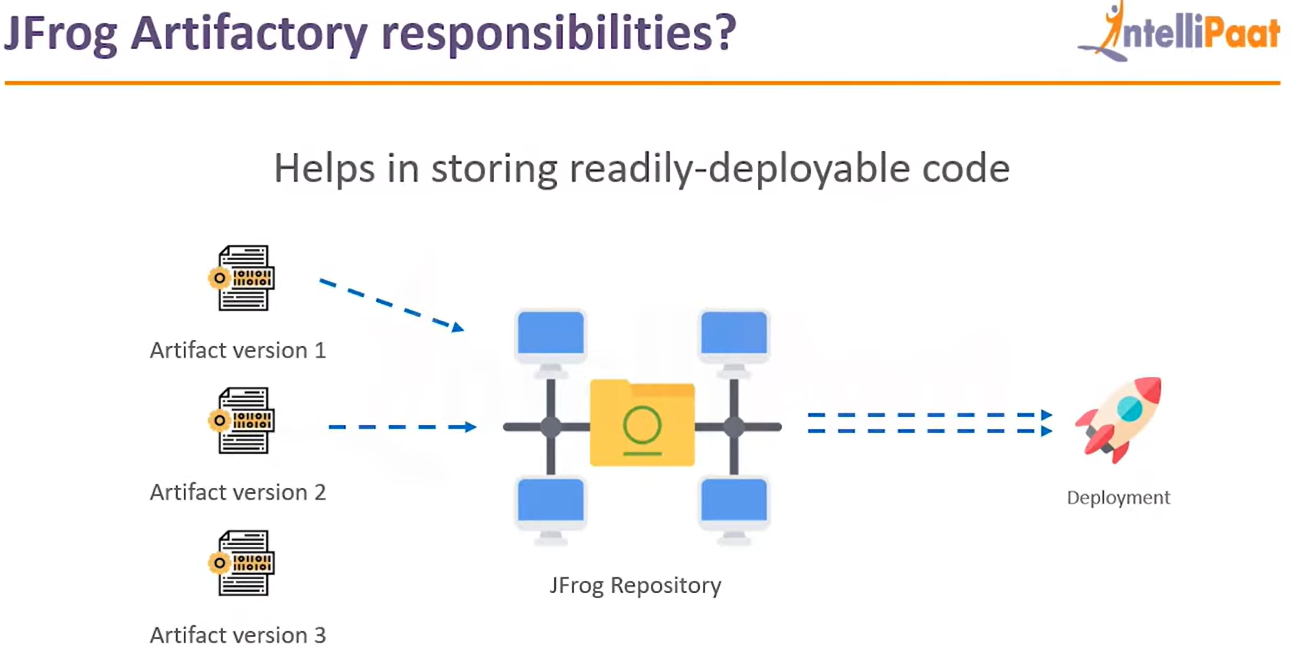 JFrog Artifactory responsibilities?
IntelliPaat
Helps in storing readily-deployable code
Artifact version 1
Artifact version 2
Artifact version 3
JFrog Repository
Deployment